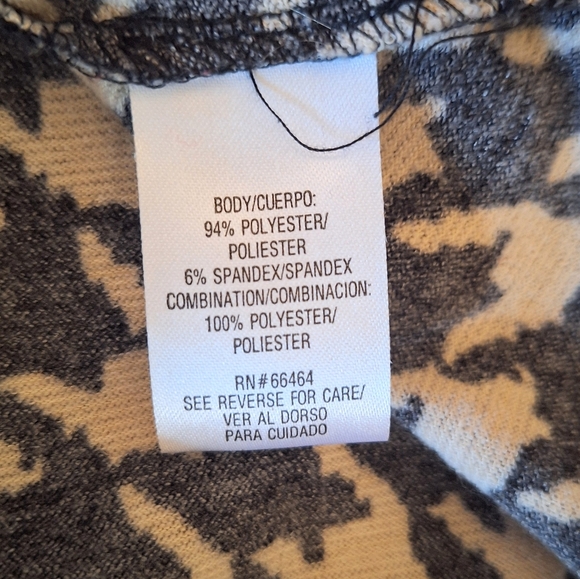 BODY/CUERPO:
94% POLYESTER/
POLIESTER
6% SPANDEX/SPANDEX
COMBINATION/COMBINACION:
100% POLYESTER/
POLIESTER
RN#66464
SEE REVERSE FOR CARE/
VER AL DORSO
PARA CUIDADO